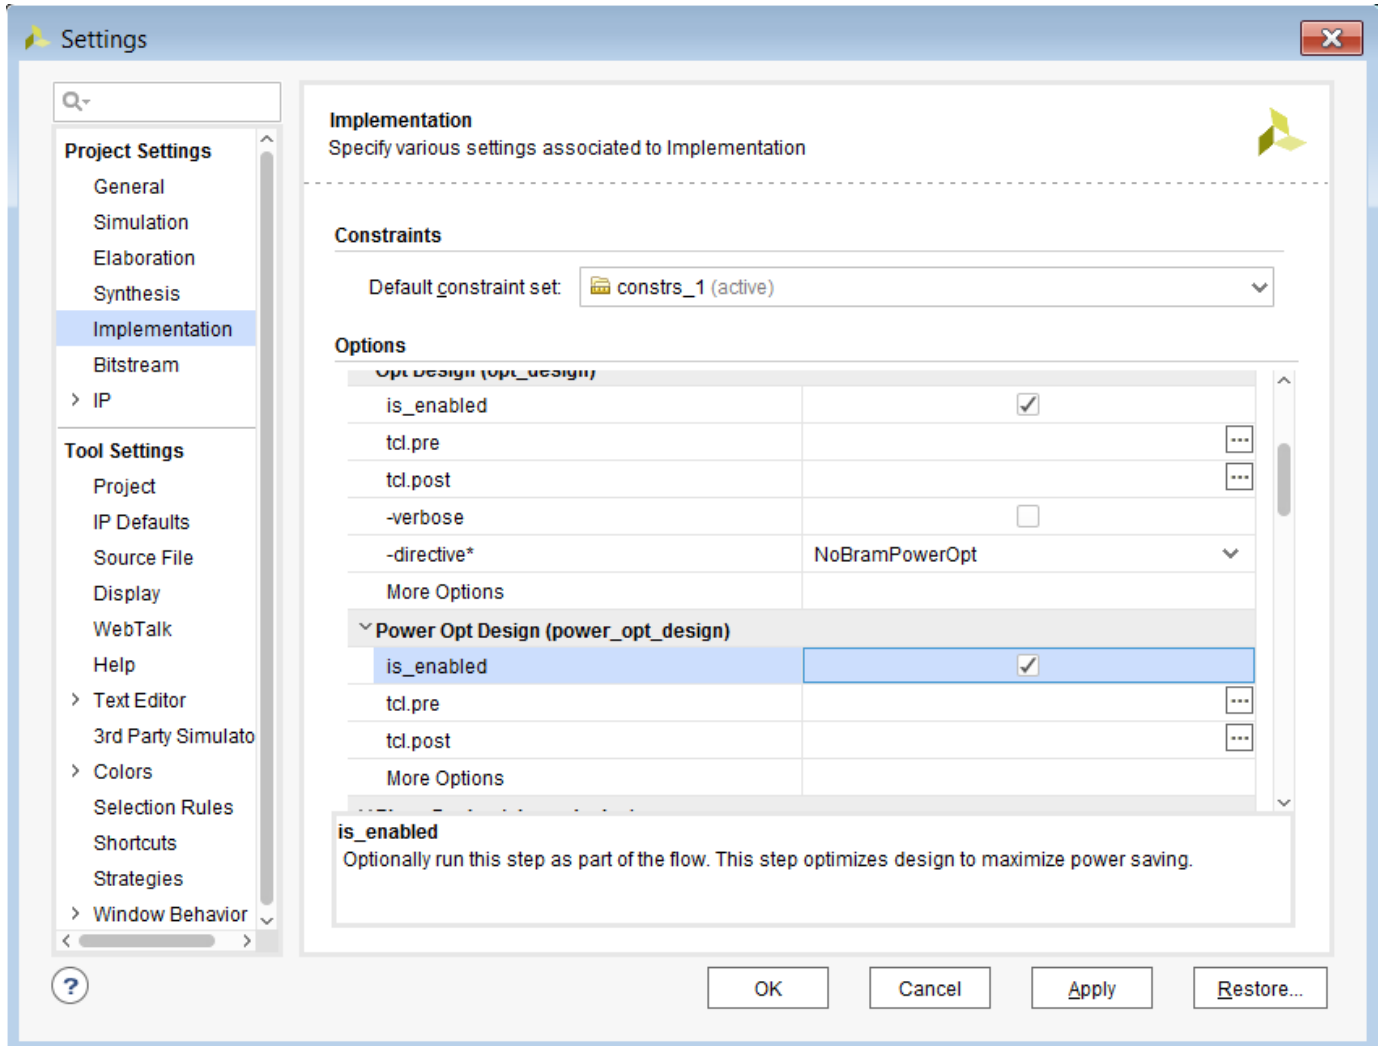 Settings
Project Settings
General
Simulation
Elaboration
Synthesis
Implementation
Bitstream
IP
Tool Settings
Project
IP Defaults
Source File
Display
WebTalk
Help
Text Editor
3rd Party Simulato
Colors
Selection Rules
Shortcuts
Strategies
Window Behavior
Implementation
Specify various settings associated to Implementation
Constraints
Default constraint set: constrs_1 (active)
Options
Opt Design (opt_design)
is_enabled
tcl.pre ...
tcl.post ...
-verbose
-directive* NoBramPowerOpt
More Options
Power Opt Design (power_opt_design)
is_enabled
tcl.pre ...
tcl.post ...
More Options
is_enabled
Optionally run this step as part of the flow. This step optimizes design to maximize power saving.
? OK Cancel Apply Restore...